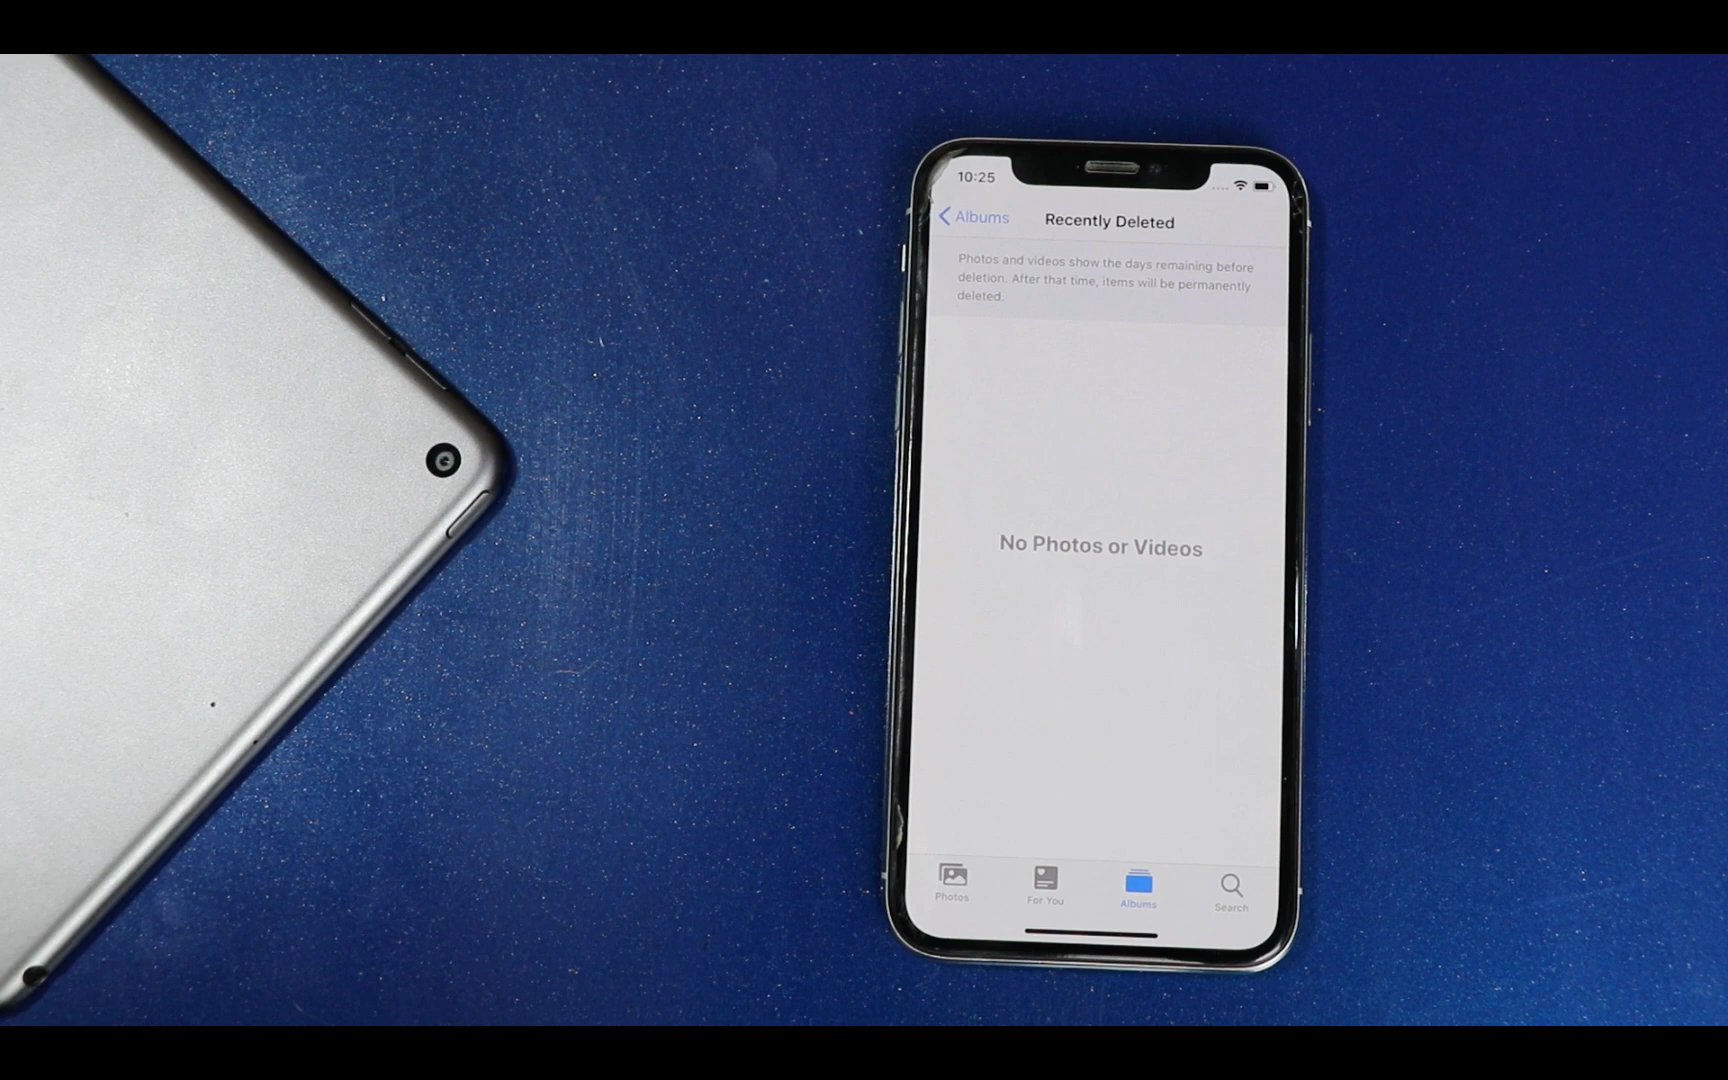 10:25
Albums
Recently Deleted
Photos and videos show the days remaining before
deletion. After that time, items will be permanently
deleted.
No Photos or Videos
Photos
For You
Albums
Search